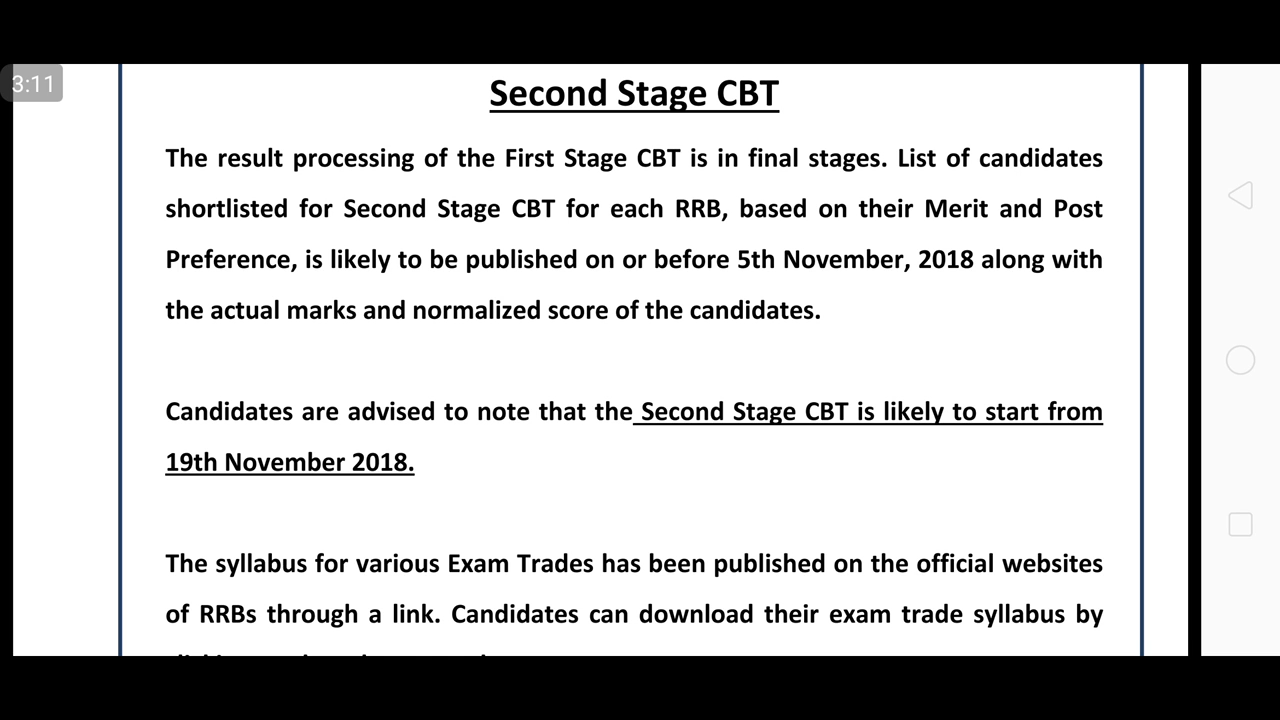 3:11
Second Stage CBT
The result processing of the First Stage CBT is in final stages. List of candidates
shortlisted for Second Stage CBT for each RRB, based on their Merit and Post
Preference, is likely to be published on or before 5th November, 2018 along with
the actual marks and normalized score of the candidates.
Candidates are advised to note that the Second Stage CBT is likely to start from
19th November 2018.
The syllabus for various Exam Trades has been published on the official websites
of RRBs through a link. Candidates can download their exam trade syllabus by